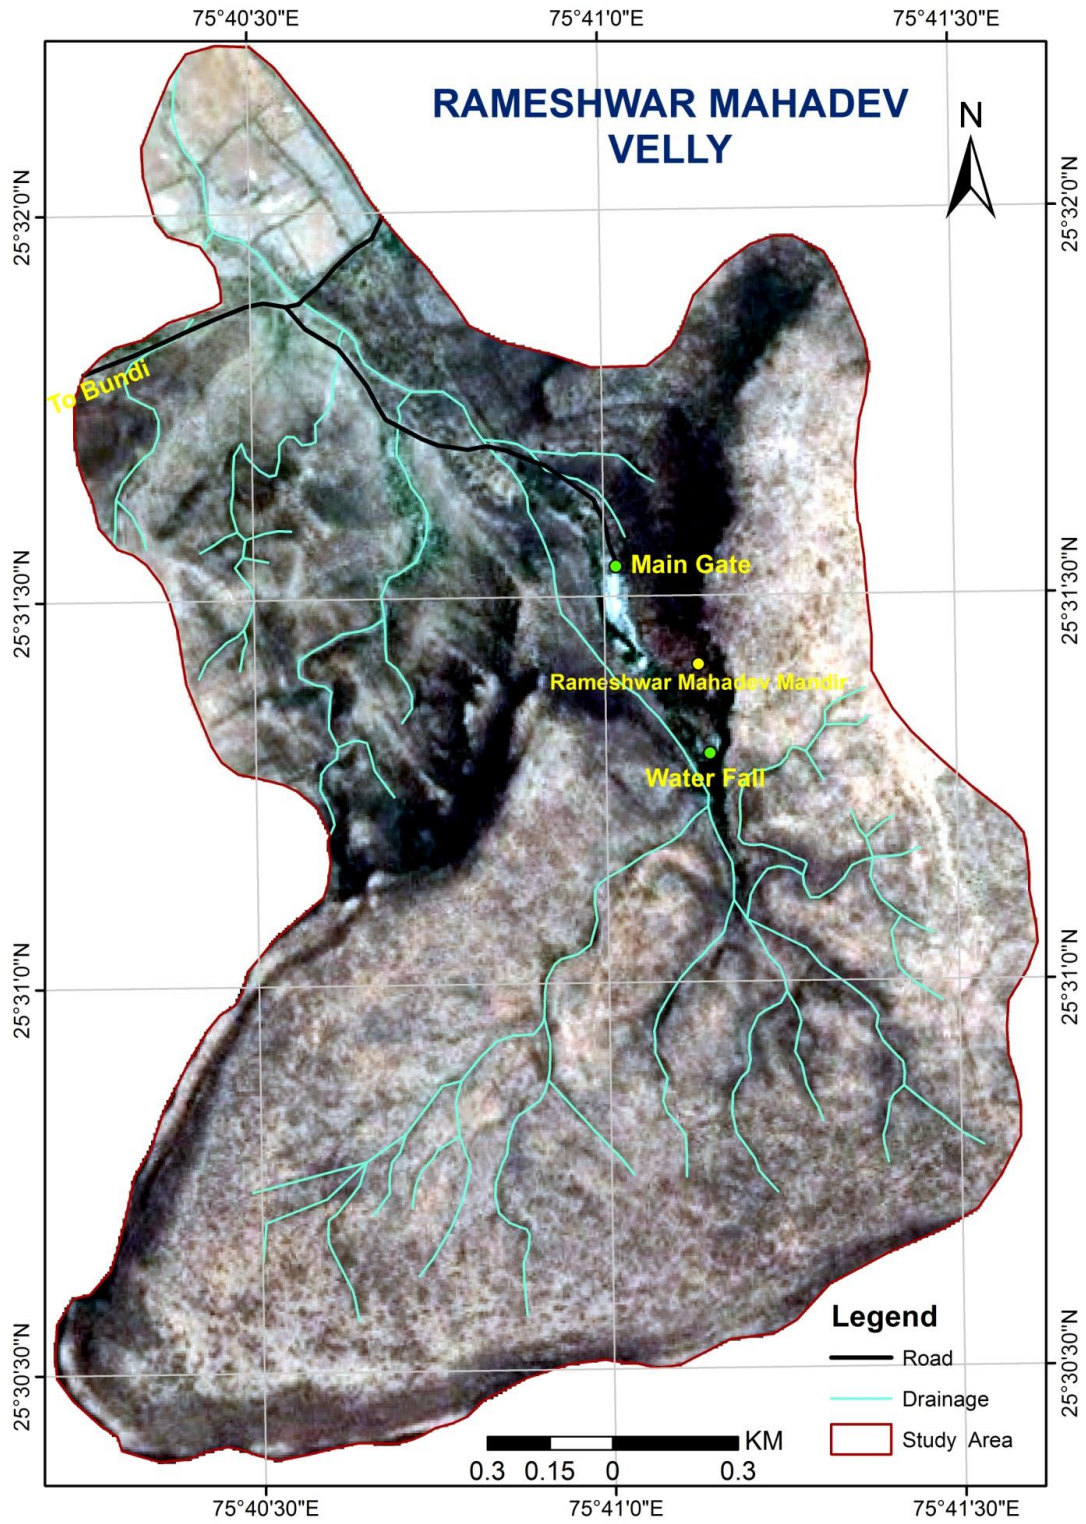 75°40'30"E 75°41'0"E 75°41'30"E
RAMESHWAR MAHADEV
VELLY
N
25°32'0"N 25°32'0"N
To Bundi
Main Gate
25°31'30"N 25°31'30"N
Rameshwar Mahadev Mandir
Water Fall
25°31'0"N 25°31'0"N
Legend
Road
Drainage
Study Area
25°30'30"N 25°30'30"N
KM
0.3 0.15 0 0.3
75°40'30"E 75°41'0"E 75°41'30"E